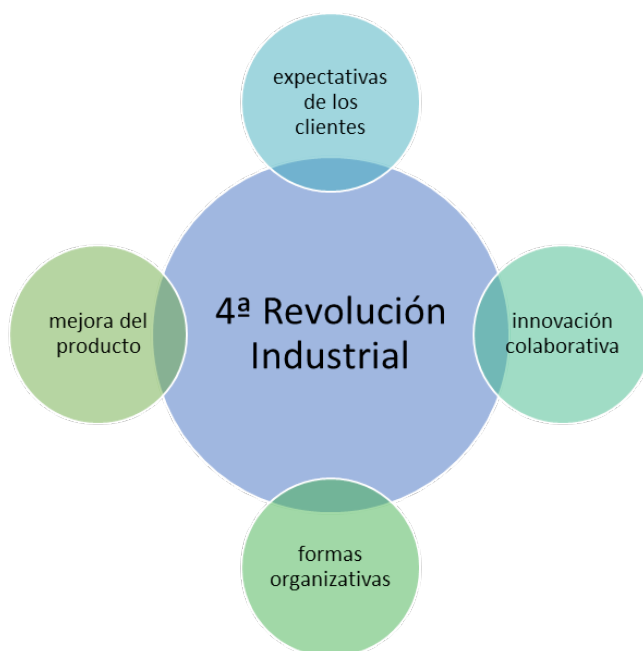 expectativas
de los
clientes
mejora del
producto
4ª Revolución
Industrial
innovación
colaborativa
formas
organizativas